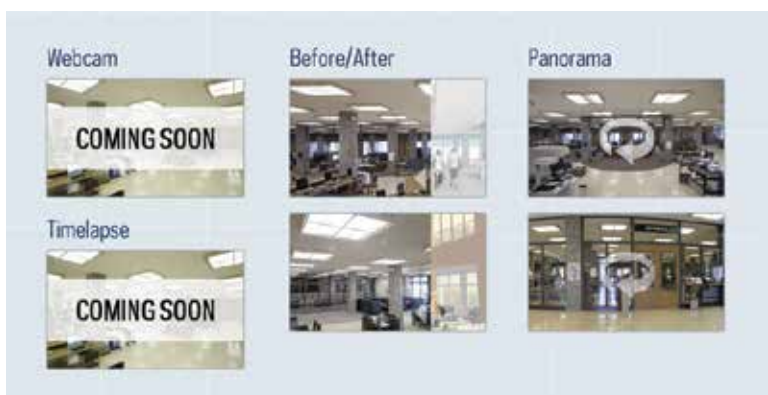 Webcam
COMING SOON
Timelapse
COMING SOON
Before/After
Panorama